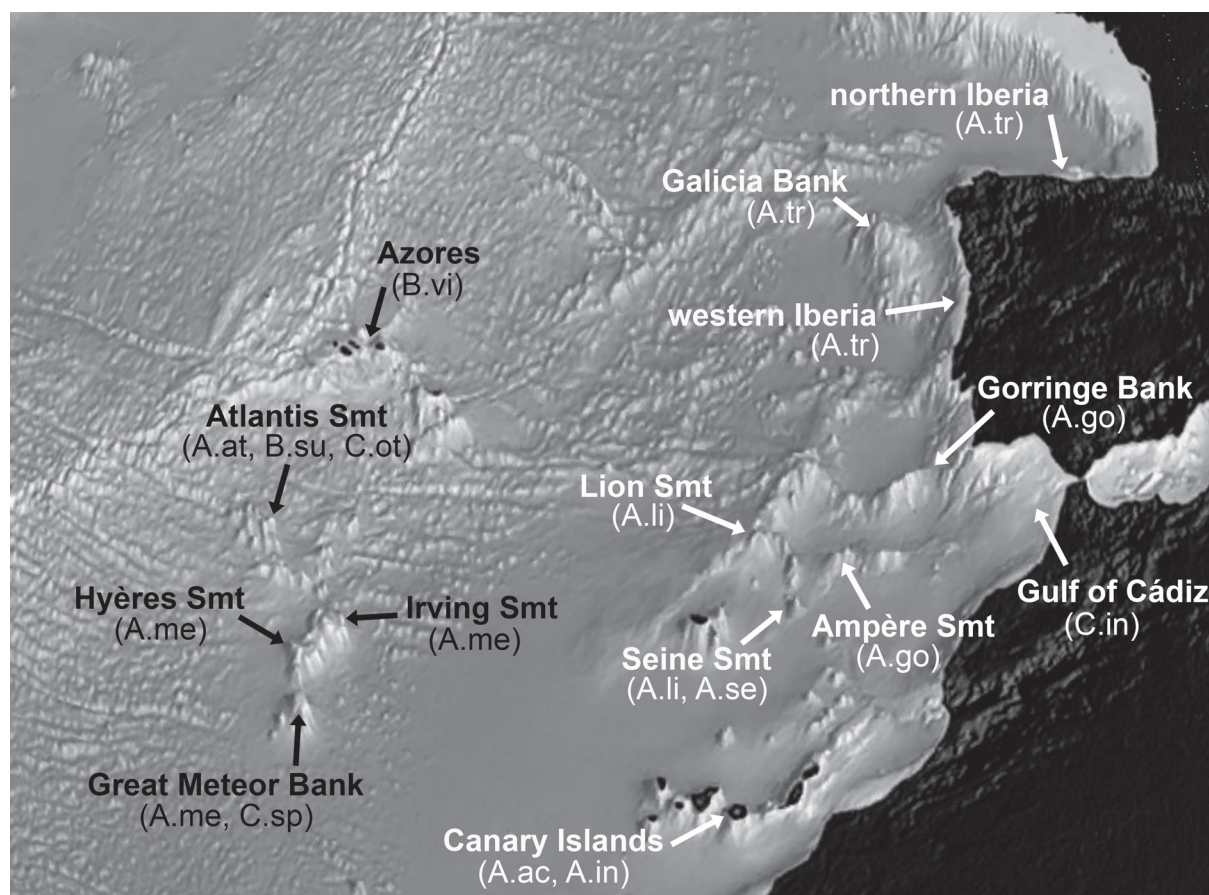 northern Iberia
(A.tr)
Galicia Bank
(A.tr)
Azores
(B.vi)
western Iberia
(A.tr)
Gorringe Bank
(A.go)
Atlantis Smt
(A.at, B.su, C.ot)
Lion Smt
(A.li)
Hyères Smt
(A.me)
Irving Smt
(A.me)
Gulf of Cádiz
(C.in)
Ampère Smt
(A.go)
Seine Smt
(A.li, A.se)
Great Meteor Bank
(A.me, C.sp)
Canary Islands
(A.ac, A.in)